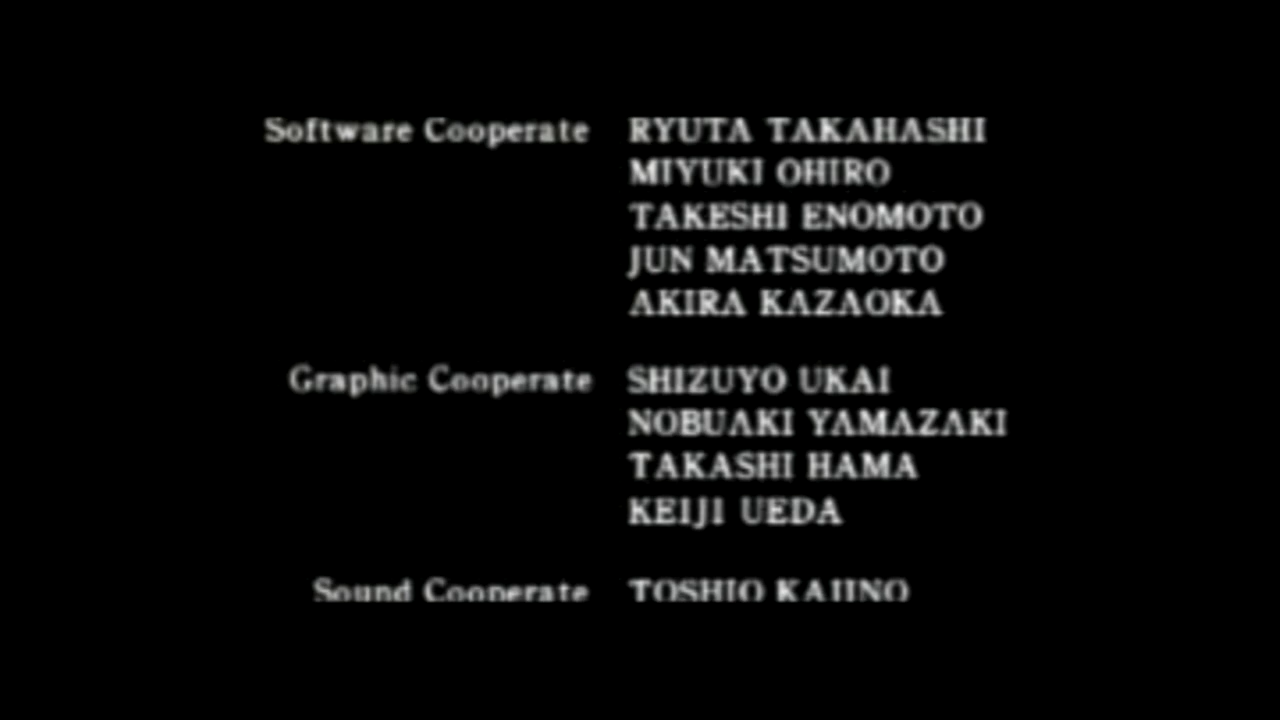 Software Cooperate RYUTA TAKAHASHI
MIYUKI OHIRO
TAKESHI ENOMOTO
JUN MATSUMOTO
AKIRA KAZAOKA
Graphic Cooperate SHIZUYO UKAI
NOBUAKI YAMAZAKI
TAKASHI HAMA
KEIJI UEDA
Sound Cooperate TOSHIO KAJINO